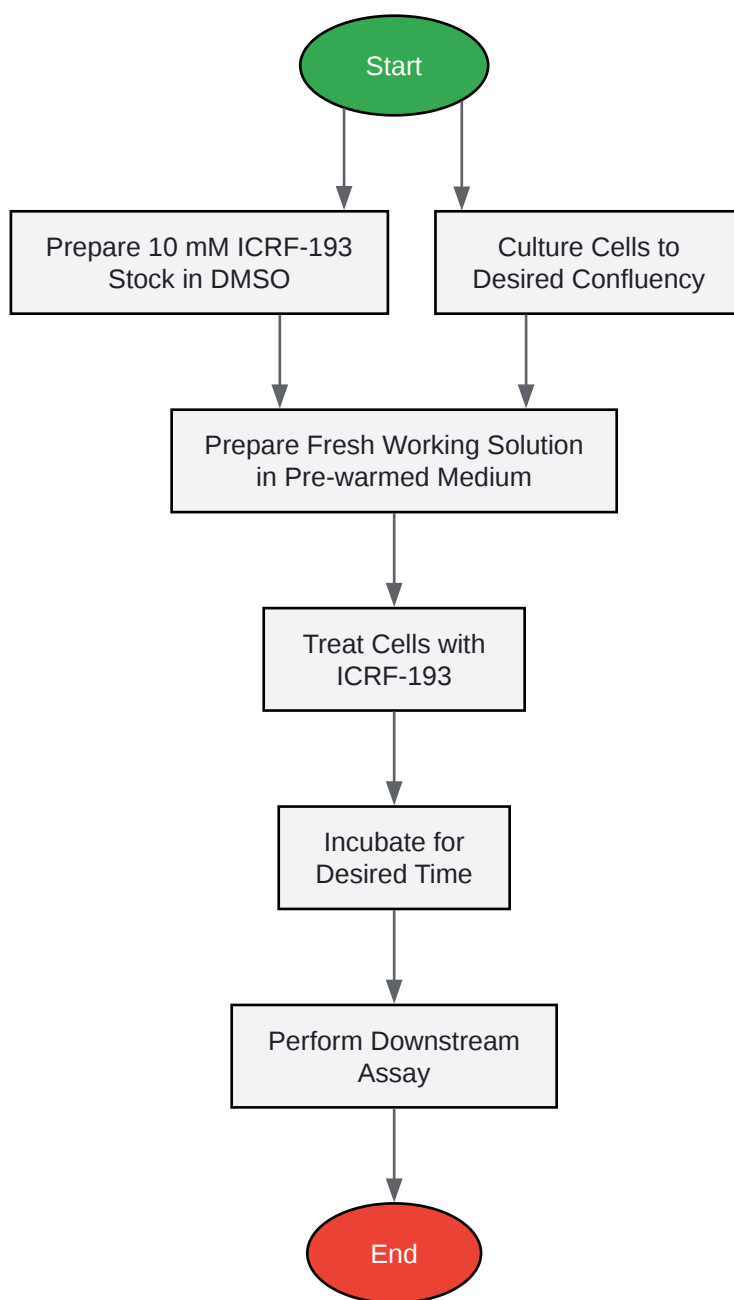 Start
Prepare 10 mM ICRF-193
Stock in DMSO
Culture Cells to
Desired Confluency
Prepare Fresh Working Solution
in Pre-warmed Medium
Treat Cells with
ICRF-193
Incubate for
Desired Time
Perform Downstream
Assay
End